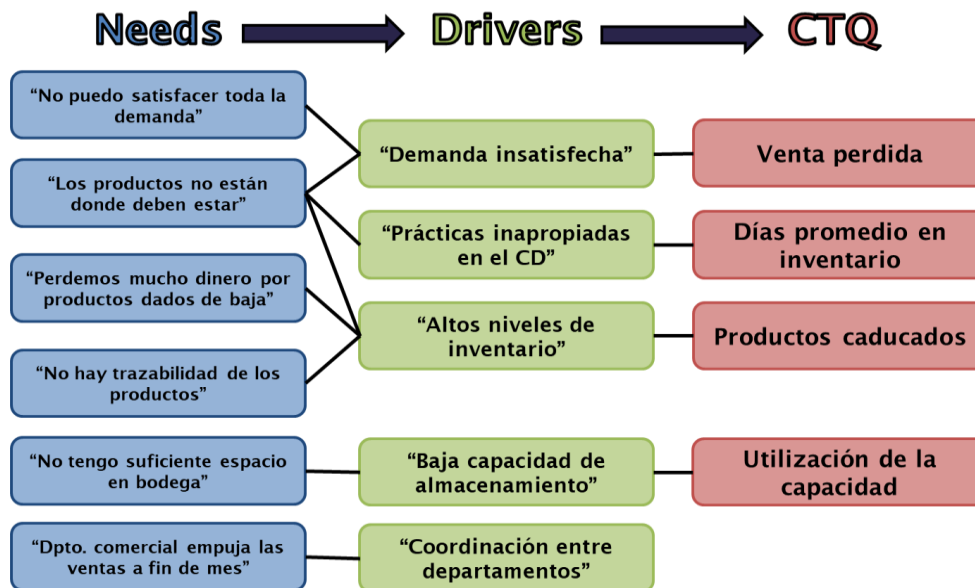 Needs
Drivers
CTQ
“No puedo satisfacer toda la
demanda”
“Los productos no están
donde deben estar”
“Perdemos mucho dinero por
productos dados de baja”
“No hay trazabilidad de los
productos”
“No tengo suficiente espacio
en bodega”
“Dpto. comercial empuja las
ventas a fin de mes”
“Demanda insatisfecha”
“Prácticas inapropiadas
en el CD”
“Altos niveles de
inventario”
“Baja capacidad de
almacenamiento”
“Coordinación entre
departamentos”
Venta perdida
Días promedio en
inventario
Productos caducados
Utilización de la
capacidad